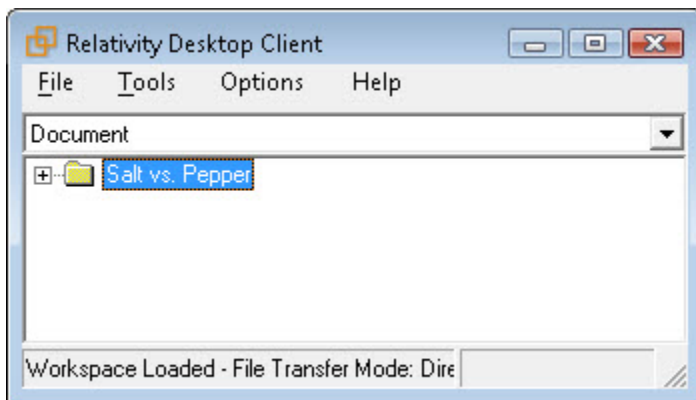 Relativity Desktop Client
File Tools Options Help
Document
Salt vs. Pepper
Workspace Loaded - File Transfer Mode: Dire